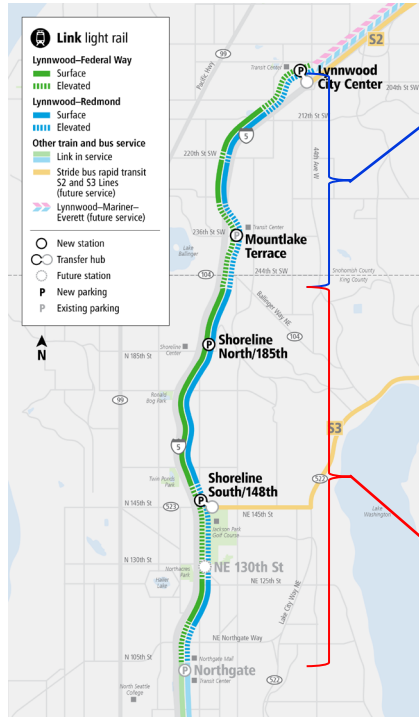 Link light rail
Lynnwood–Federal Way
Surface
Elevated
Lynnwood–Redmond
Surface
Elevated
Other train and bus service
Link in service
Stride bus rapid transit
S2 and S3 Lines
(future service)
Lynnwood–Mariner–
Everett (future service)
New station
Transfer hub
Future station
P New parking
P Existing parking
N
99
Pacific Hwy
Transit Center
P
Lynnwood
City Center
S2
204th St SW
212th St SW
44th Ave W
5
220th St SW
236th St SW
Transit Center
P
Mountlake
Terrace
Lake
Ballinger
244th St SW
Snohomish County
King County
104
Ballinger Way NE
104
Shoreline
Center
P
Shoreline
North/185th
N 185th St
99
Ronald
Bog Park
5
S3
Twin Ponds
Park
Shoreline
South/148th
522
P
N 145th St
523
NE 145th St
Lake
Washington
Jackson Park
Golf Course
N 130th St
Northacres
Park
NE 130th St
Haller
Lake
NE 125th St
Lake City Way NE
NE Northgate Way
N 105th St
Northgate Mall
P
Northgate
Transit Center
North Seattle
College
522